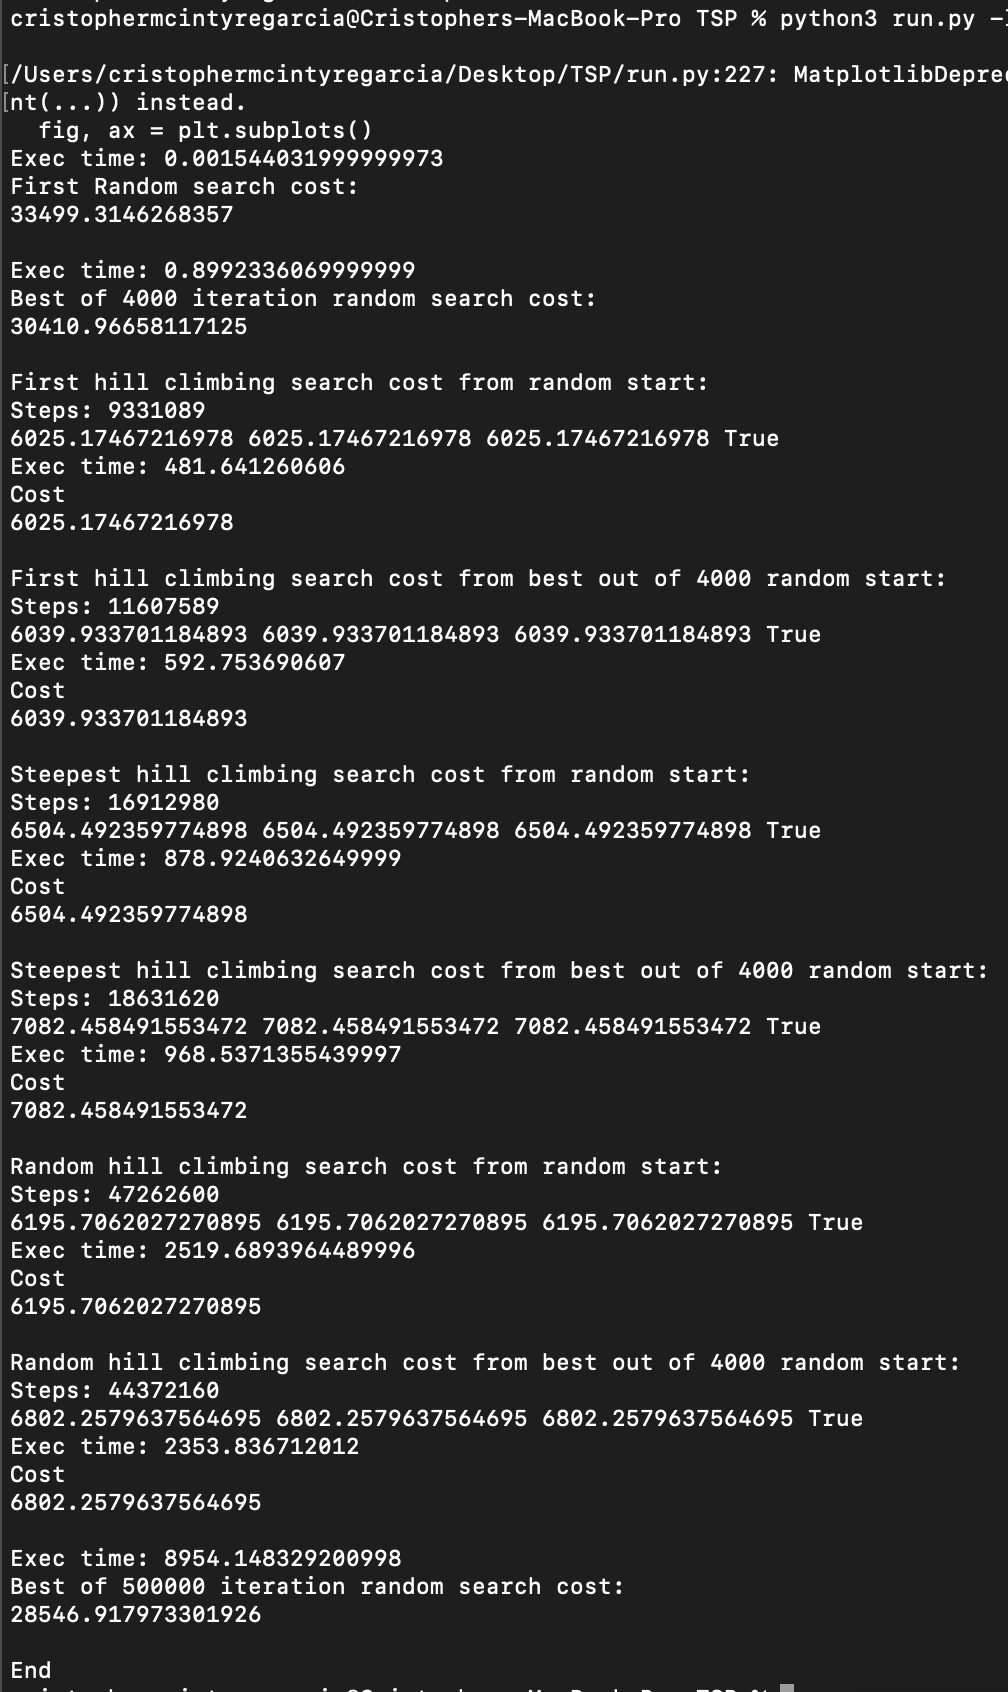 cristophermcintyregarcia@Cristophers-MacBook-Pro TSP % python3 run.py
[/Users/cristophermcintyregarcia/Desktop/TSP/run.py:227:
[nt(...)) instead.
fig, ax = plt.subplots()
Exec time: 0.001544031999999973
First Random search cost:
33499.3146268357
Exec time: 0.8992336069999999
Best of 4000 iteration random search cost:
30410.96658117125
First hill climbing search cost from random start:
Steps: 9331089
6025.17467216978 6025.17467216978 6025.17467216978 True
Exec time: 481.641260606
Cost
6025.17467216978
First hill climbing search cost from best out of 4000 random start:
Steps: 11607589
6039.933701184893 6039.933701184893 6039.933701184893 True
Exec time: 592.753690607
Cost
6039.933701184893
Steepest hill climbing search cost from random start:
Steps: 16912980
6504.492359774898 6504.492359774898 6504.492359774898 True
Exec time: 878.9240632649999
Cost
6504.492359774898
Steepest hill climbing search cost from best out of 4000 random start:
Steps: 18631620
7082.458491553472 7082.458491553472 7082.458491553472 True
Exec time: 968.5371355439997
Cost
7082.458491553472
Random hill climbing search cost from random start:
Steps: 47262600
6195.7062027270895 6195.7062027270895 6195.7062027270895 True
Exec time: 2519.6893964489996
Cost
6195.7062027270895
Random hill climbing search cost from best out of 4000 random start:
Steps: 44372160
6802.2579637564695 6802.2579637564695 6802.2579637564695 True
Exec time: 2353.836712012
Cost
6802.2579637564695
Exec time: 8954.148329200998
Best of 500000 iteration random search cost:
28546.917973301926
End